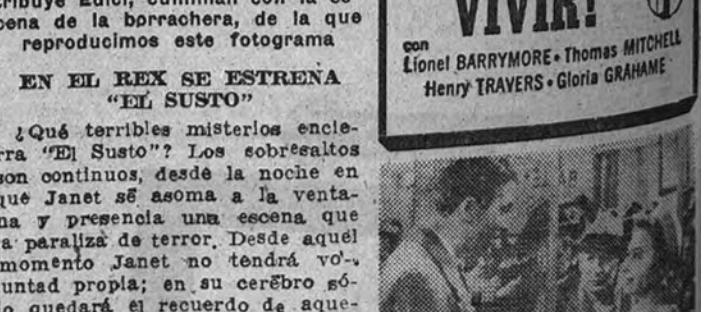 tribuye Edici, culminan con la es-
cena de la borrachera, de la que
reproducimos este fotograma
EN EL REX SE ESTRENA
"EL SUSTO"
¿Qué terribles misterios encie-
rra "El Susto"? Los sobresaltos
son continuos, desde la noche en
que Janet se asoma a la venta-
na y presencia una escena que
la paraliza de terror. Desde aquél
momento Janet no tendrá vo-
luntad propia; en su cerebro só-
lo quedará el recuerdo de aque-
VIVIR!
con
Lionel BARRYMORE • Thomas MITCHELL
Henry TRAVERS • Gloria GRAHAME